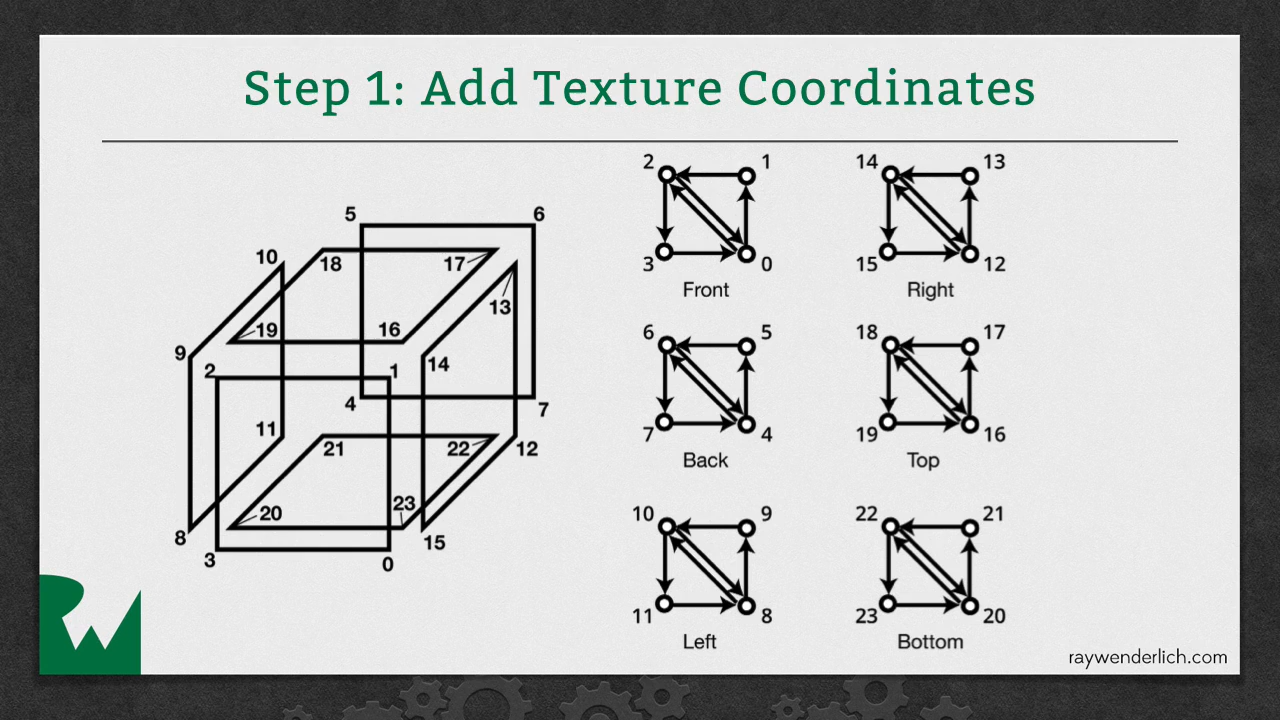 Step 1: Add Texture Coordinates
5 6
10 18 17
13
9 19 16
2 1 14
4 7
11 21 22 12
20 23
8 3 0 15
2 1
3 0
Front
14 13
15 12
Right
6 5
7 4
Back
18 17
19 16
Top
10 9
11 8
Left
22 21
23 20
Bottom
raywenderlich.com